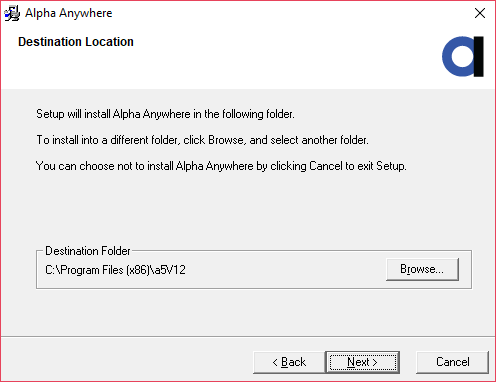 Alpha Anywhere
Destination Location
Setup will install Alpha Anywhere in the following folder.
To install into a different folder, click Browse, and select another folder.
You can choose not to install Alpha Anywhere by clicking Cancel to exit Setup.
Destination Folder
C:\Program Files (x86)\a5V12
Browse...
< Back
Next >
Cancel